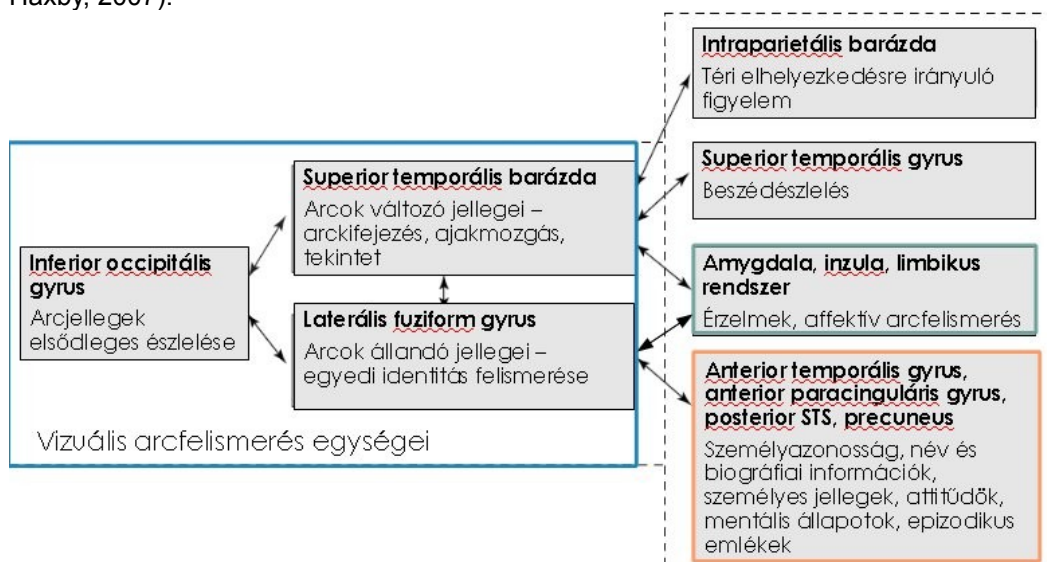 Haxby, 2007).
Intraparietális barázda
Téri elhelyezkedésre irányuló
figyelem
Superior temporális barázda
Arcok változó jellegei –
arckifejezés, ajakmozgás,
tekintet
Superior temporális gyrus
Beszédészlelés
Inferior occipitális
gyrus
Arcjellegek
elsődleges észlelése
Amygdala, inzula, limbikus
rendszer
Érzelmek, affektív arcfelismerés
Laterális fuziform gyrus
Arcok állandó jellegei –
egyedi identitás felismerése
Anterior temporális gyrus,
anterior paracinguláris gyrus,
posterior STS, precuneus
Személyazonosság, név és
biográfiai információk,
személyes jellegek, attitűdök,
mentális állapotok, epizodikus
emlékek
Vizuális arcfelismerés egységei